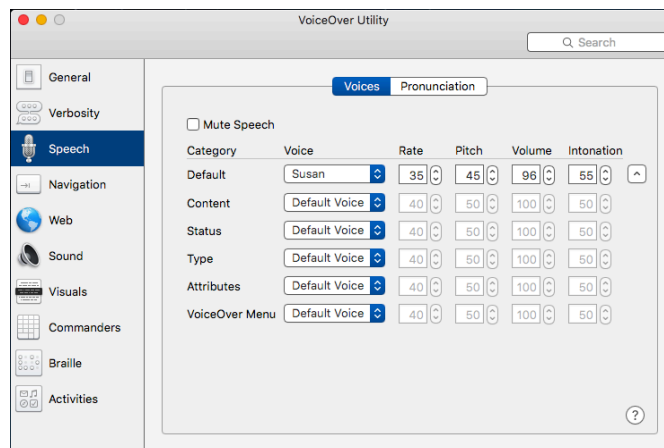 VoiceOver Utility
Search
General
Verbosity
Speech
Navigation
Web
Sound
Visuals
Commanders
Braille
Activities
Voices Pronunciation
Mute Speech
Category Voice Rate Pitch Volume Intonation
Default Susan 35 45 96 55
Content Default Voice 40 50 100 50
Status Default Voice 40 50 100 50
Type Default Voice 40 50 100 50
Attributes Default Voice 40 50 100 50
VoiceOver Menu Default Voice 40 50 100 50
?